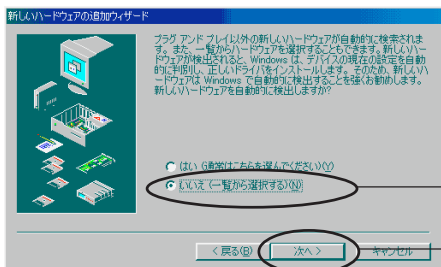 新しいハードウェアの追加ウィザード
プラグ アンド プレイ以外の新しいハードウェアが自動的に検索されま
す。また、一覧からハードウェアを選択することもできます。新しいハー
ドウェアが検出されると、Windows は、デバイスの現在の設定を自動
的に判別し、正しいドライバをインストールします。そのため、新しいハ
ードウェアは Windows で自動的に検出することを強くお勧めします。
新しいハードウェアを自動的に検出しますか?
はい (通常はこちらを選んでください)(Y)
いいえ (一覧から選択する)(N)
< 戻る(B)
次へ >
キャンセル